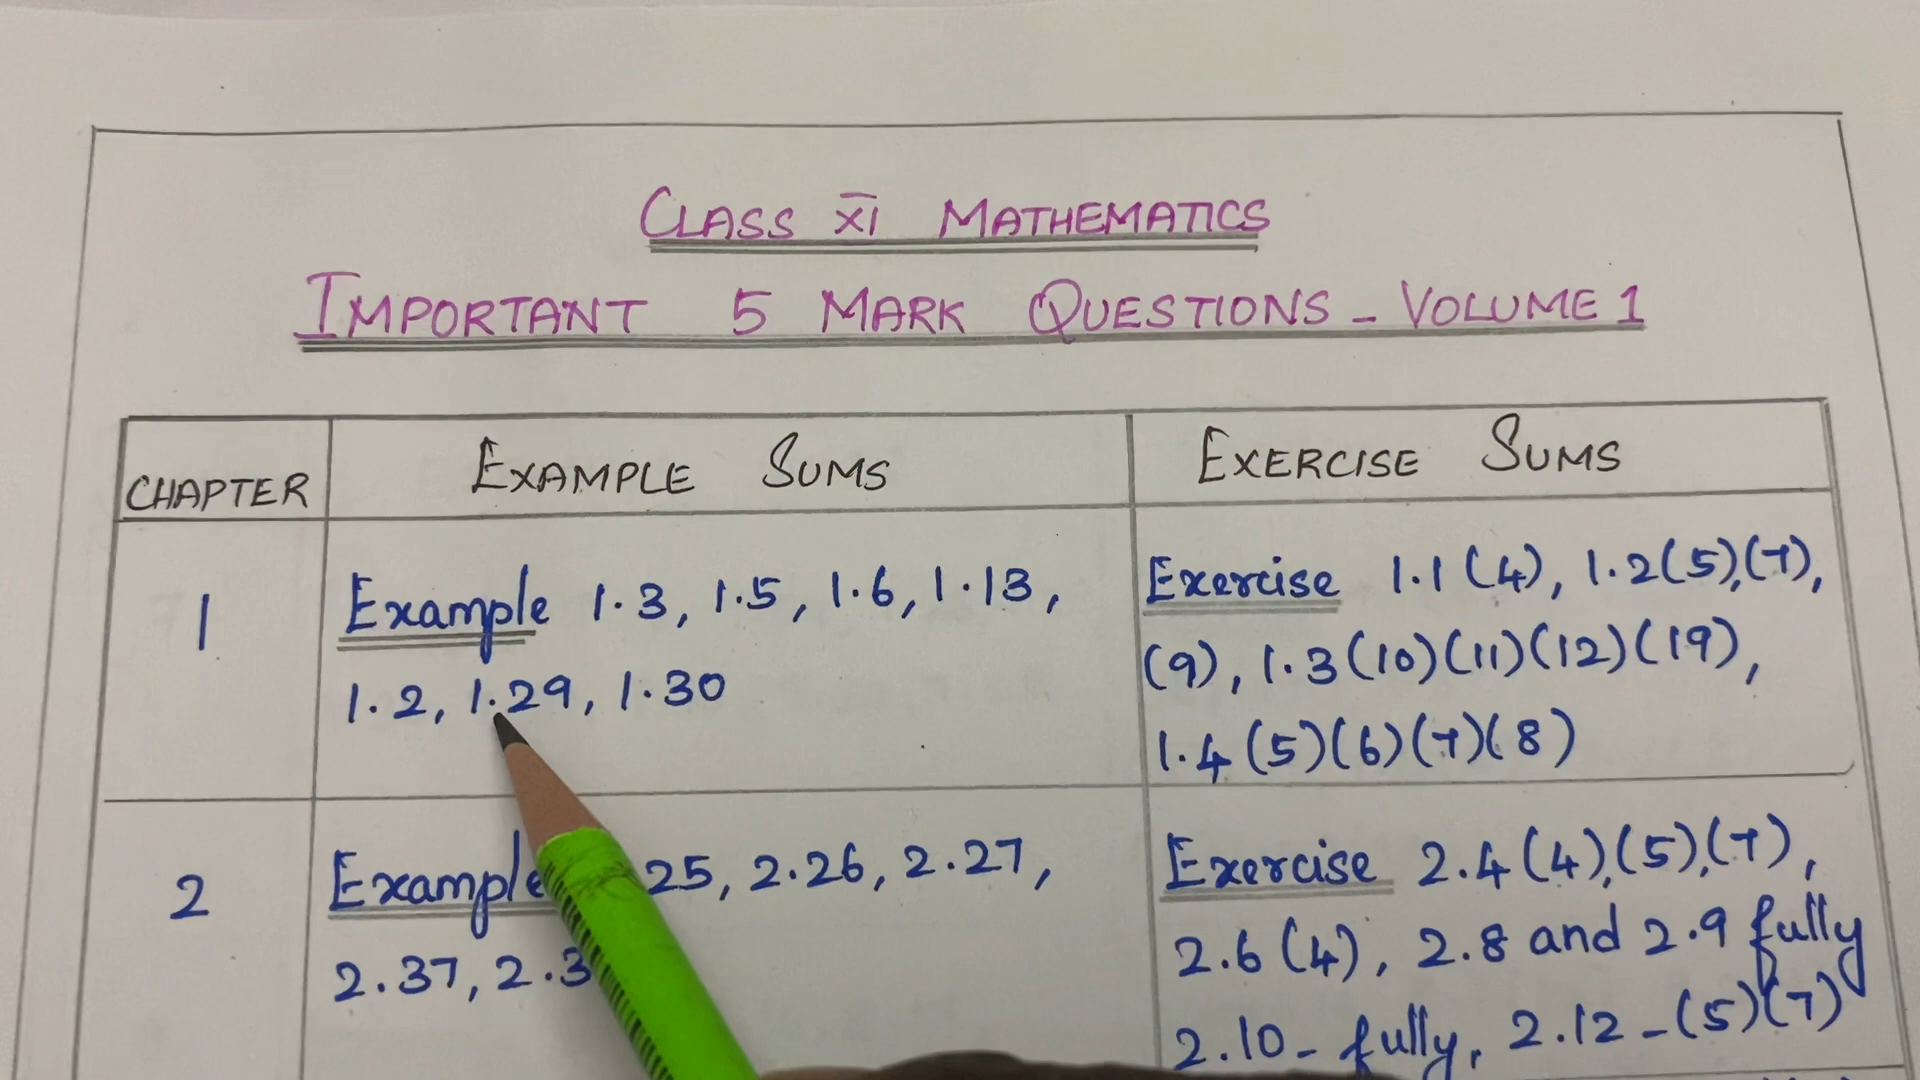 CLASS XI MATHEMATICS
IMPORTANT 5 MARK QUESTIONS - VOLUME 1
CHAPTER
EXAMPLE SUMS
EXERCISE SUMS
1
Example 1.3, 1.5, 1.6, 1.13,
1.2, 1.29, 1.30
Exercise 1.1 (4), 1.2(5),(7),
(9), 1.3(10)(11)(12)(19),
1.4(5)(6)(7)(8)
2
Example 25, 2.26, 2.27,
2.37, 2.3
Exercise 2.4(4),(5),(7),
2.6(4), 2.8 and 2.9 fully
2.10 - fully, 2.12 - (5)(7)